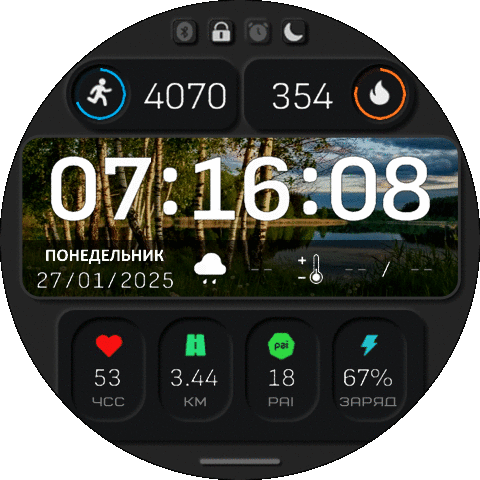 4070 354
07:16:08
ПОНЕДЕЛЬНИК
27/01/2025 -- -- / --
pai
53 3.44 18 67%
ЧСС КМ PAI ЗАРЯД